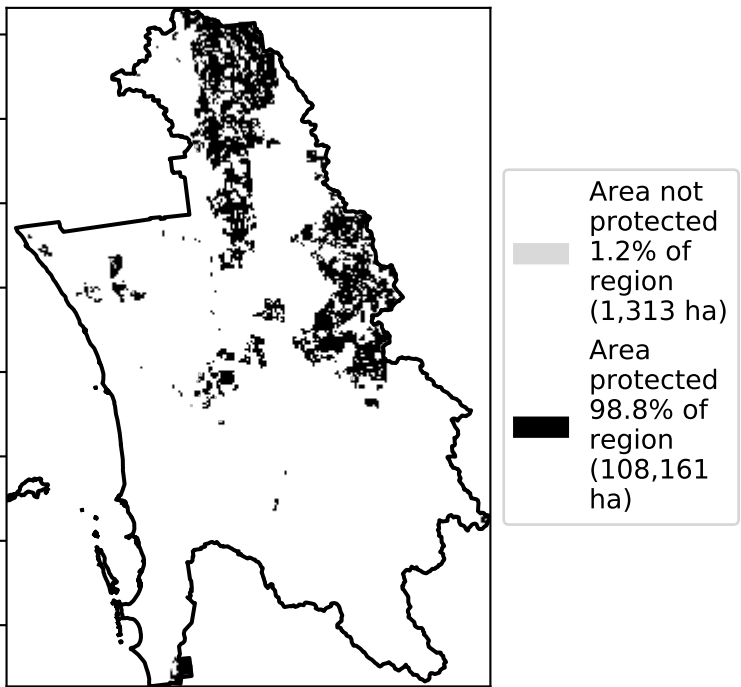 Area not
protected
1.2% of
region
(1,313 ha)
Area
protected
98.8% of
region
(108,161
ha)